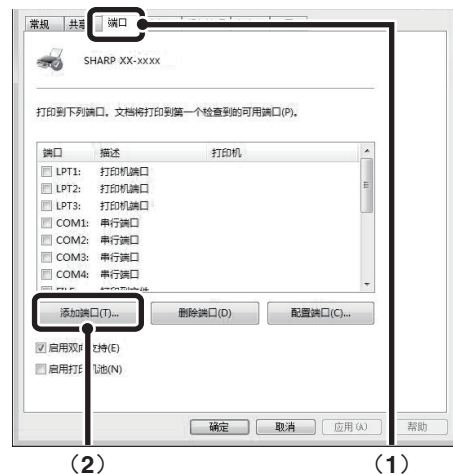 常规 共享 端口
SHARP XX-xxxx
打印到下列端口。文档将打印到第一个检查到的可用端口(P)。
端口 描述 打印机
LPT1: 打印机端口
LPT2: 打印机端口
LPT3: 打印机端口
COM1: 串行端口
COM2: 串行端口
COM3: 串行端口
COM4: 串行端口
添加端口(T)... 删除端口(D) 配置端口(C)...
启用双向支持(E)
启用打印机池(N)
确定 取消 应用(A) 帮助
(2) (1)